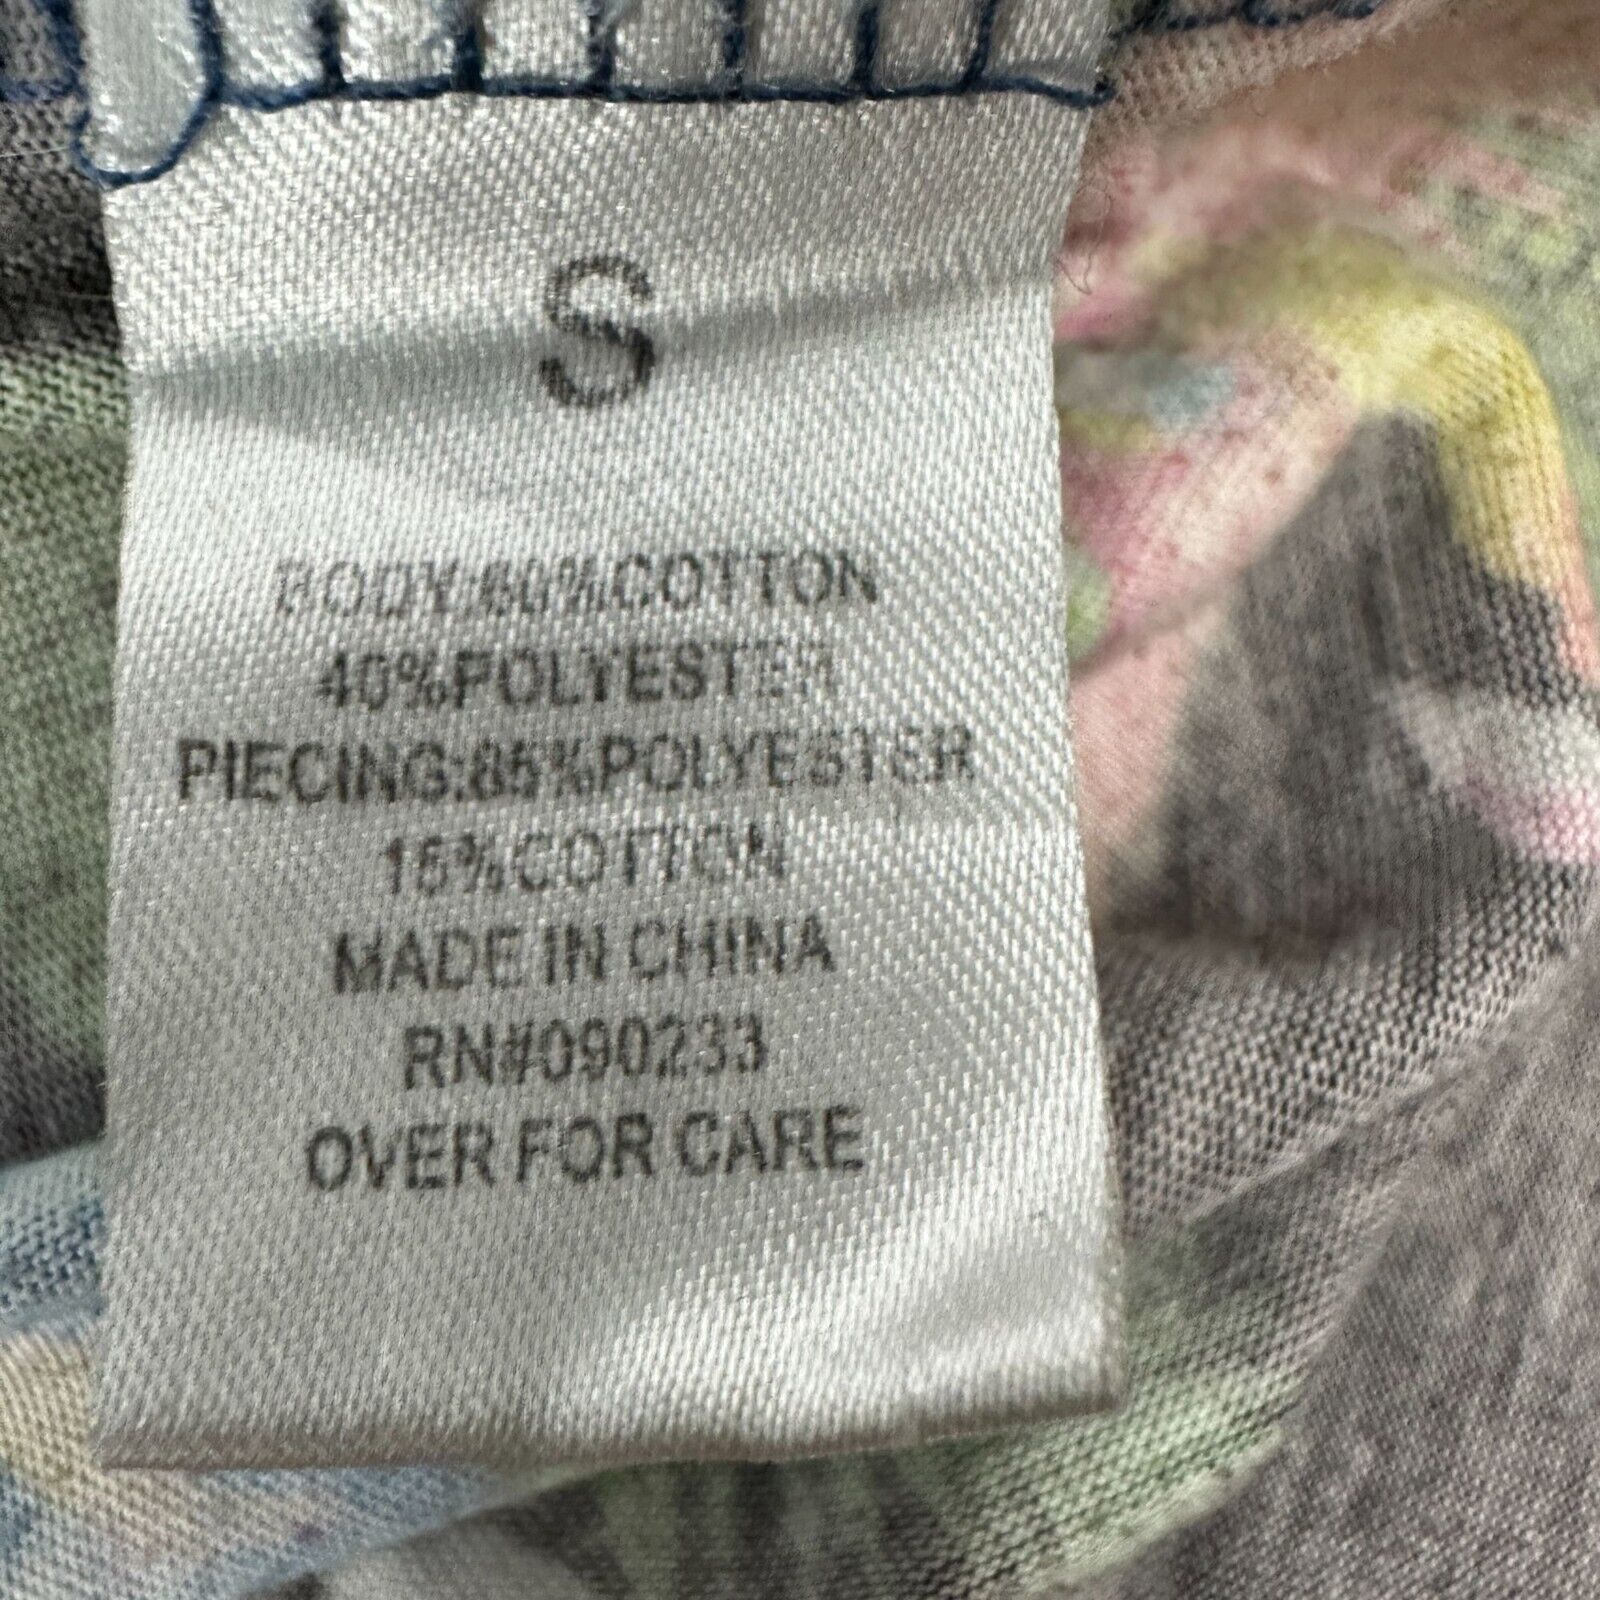 S
BODY:60%COTTON
40%POLYESTER
PIECING:85%POLYESTER
15%COTTON
MADE IN CHINA
RN#090233
OVER FOR CARE